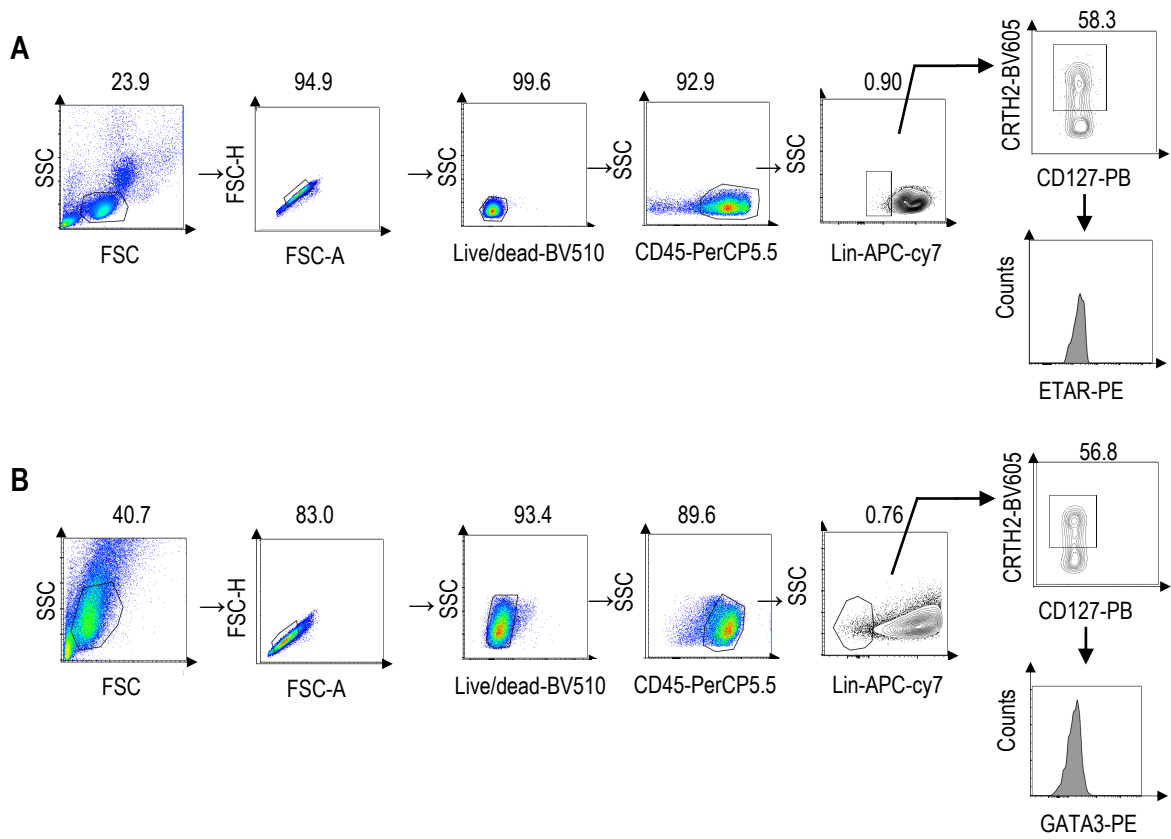 A
58.3
23.9
94.9
99.6
92.9
0.90
CRTH2-BV605
SSC
FSC-H
SSC
SSC
SSC
→
→
→
→
CD127-PB
FSC
FSC-A
Live/dead-BV510
CD45-PerCP5.5
Lin-APC-cy7
Counts
ETAR-PE
B
56.8
40.7
83.0
93.4
89.6
0.76
CRTH2-BV605
SSC
FSC-H
SSC
SSC
SSC
→
→
→
→
CD127-PB
FSC
FSC-A
Live/dead-BV510
CD45-PerCP5.5
Lin-APC-cy7
Counts
GATA3-PE